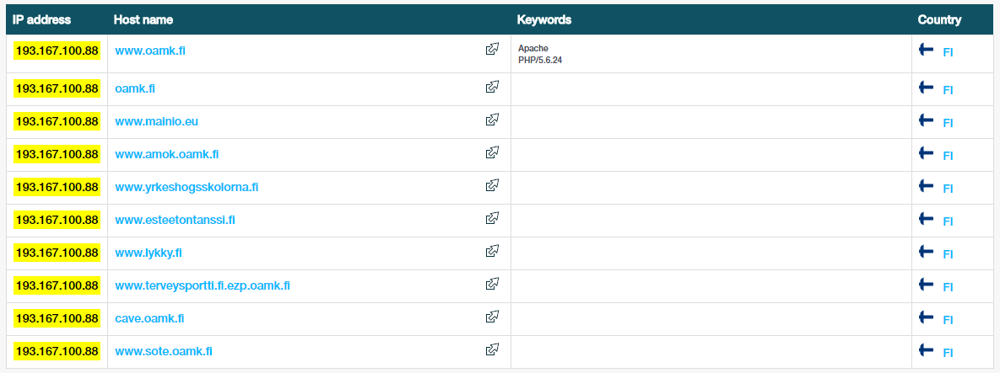 IP address Host name Keywords Country
193.167.100.88 www.oamk.fi Apache FI
PHP/5.6.24
193.167.100.88 oamk.fi FI
193.167.100.88 www.mainio.eu FI
193.167.100.88 www.amok.oamk.fi FI
193.167.100.88 www.yrkeshogsskolorna.fi FI
193.167.100.88 www.esteetontanssi.fi FI
193.167.100.88 www.lykky.fi FI
193.167.100.88 www.terveysportti.fi.ezp.oamk.fi FI
193.167.100.88 cave.oamk.fi FI
193.167.100.88 www.sote.oamk.fi FI